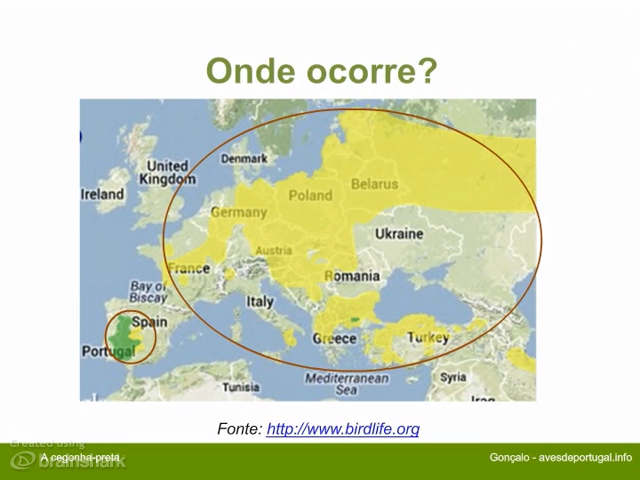 Onde ocorre?
Denmark
United
Kingdom
Ireland
Poland
Belarus
Germany
Ukraine
Austria
France
Romania
Bay of
Biscay
Italy
Spain
Portugal
Greece
Turkey
Mediterranean
Sea
Syria
Tunisia
Iraq
Fonte: http://www.birdlife.org
Created using
brainshark
A cegonha-preta
Gonçalo - avesdeportugal.info